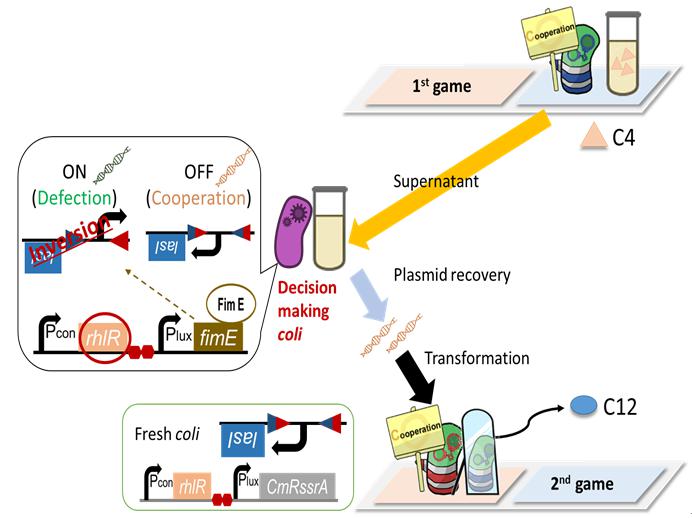 Cooperation
1st game
C4
Supernatant
ON
(Defection)
OFF
(Cooperation)
Inversion
lasI
lasI
Decision
making
coli
Plasmid recovery
Fim E
Pcon
rhlR
Plux
fimE
Transformation
Cooperation
C12
Fresh coli
lasI
Pcon
rhlR
Plux
CmRssrA
2nd game